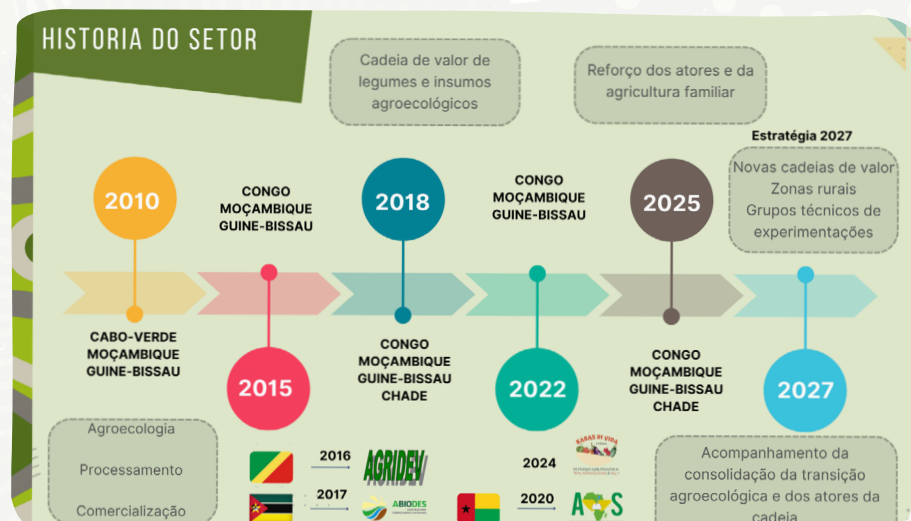 HISTORIA DO SETOR
Cadeia de valor de
legumes e insumos
agroecológicos
Reforço dos atores e da
agricultura familiar
Estratégia 2027
Novas cadeias de valor
Zonas rurais
Grupos técnicos de
experimentações
2010
CONGO
MOÇAMBIQUE
GUINE-BISSAU
2018
CONGO
MOÇAMBIQUE
GUINE-BISSAU
2025
CABO-VERDE
MOÇAMBIQUE
GUINE-BISSAU
2015
CONGO
MOÇAMBIQUE
GUINE-BISSAU
CHADE
2022
CONGO
MOÇAMBIQUE
GUINE-BISSAU
CHADE
2027
Agroecologia
Processamento
Comercialização
2016
AGRIDEV
2017
ABIODES
2024
KABAS DI VIDA
2020
Acompanhamento da
consolidação da transição
agroecológica e dos atores da
cadeia